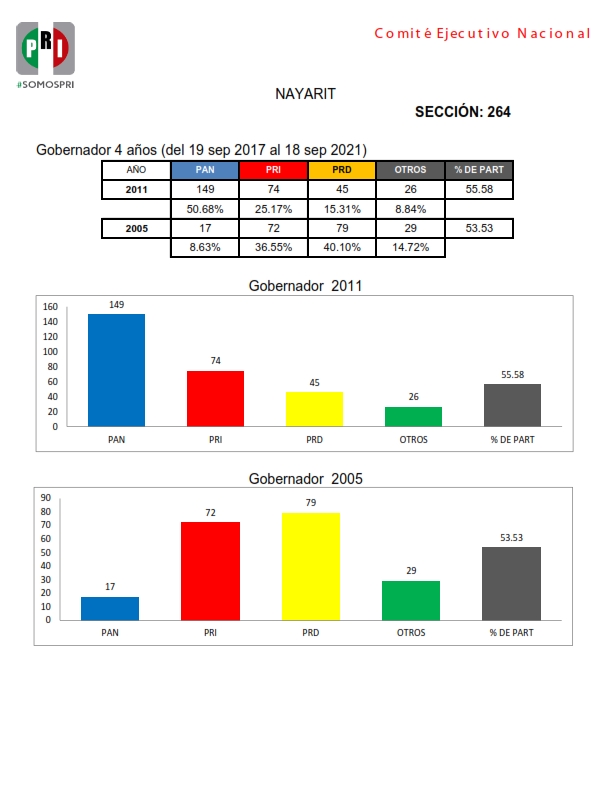 PRI
#SOMOSPRI
Comité Ejecutivo Nacional
NAYARIT
SECCIÓN: 264
Gobernador 4 años (del 19 sep 2017 al 18 sep 2021)
AÑO PAN PRI PRD OTROS % DE PART
2011 149 74 45 26 55.58
50.68% 25.17% 15.31% 8.84%
2005 17 72 79 29 53.53
8.63% 36.55% 40.10% 14.72%
Gobernador 2011
160
140
120
100
80
60
40
20
0
149
74
45
26
55.58
PAN PRI PRD OTROS % DE PART
Gobernador 2005
90
80
70
60
50
40
30
20
10
0
17
72
79
29
53.53
PAN PRI PRD OTROS % DE PART